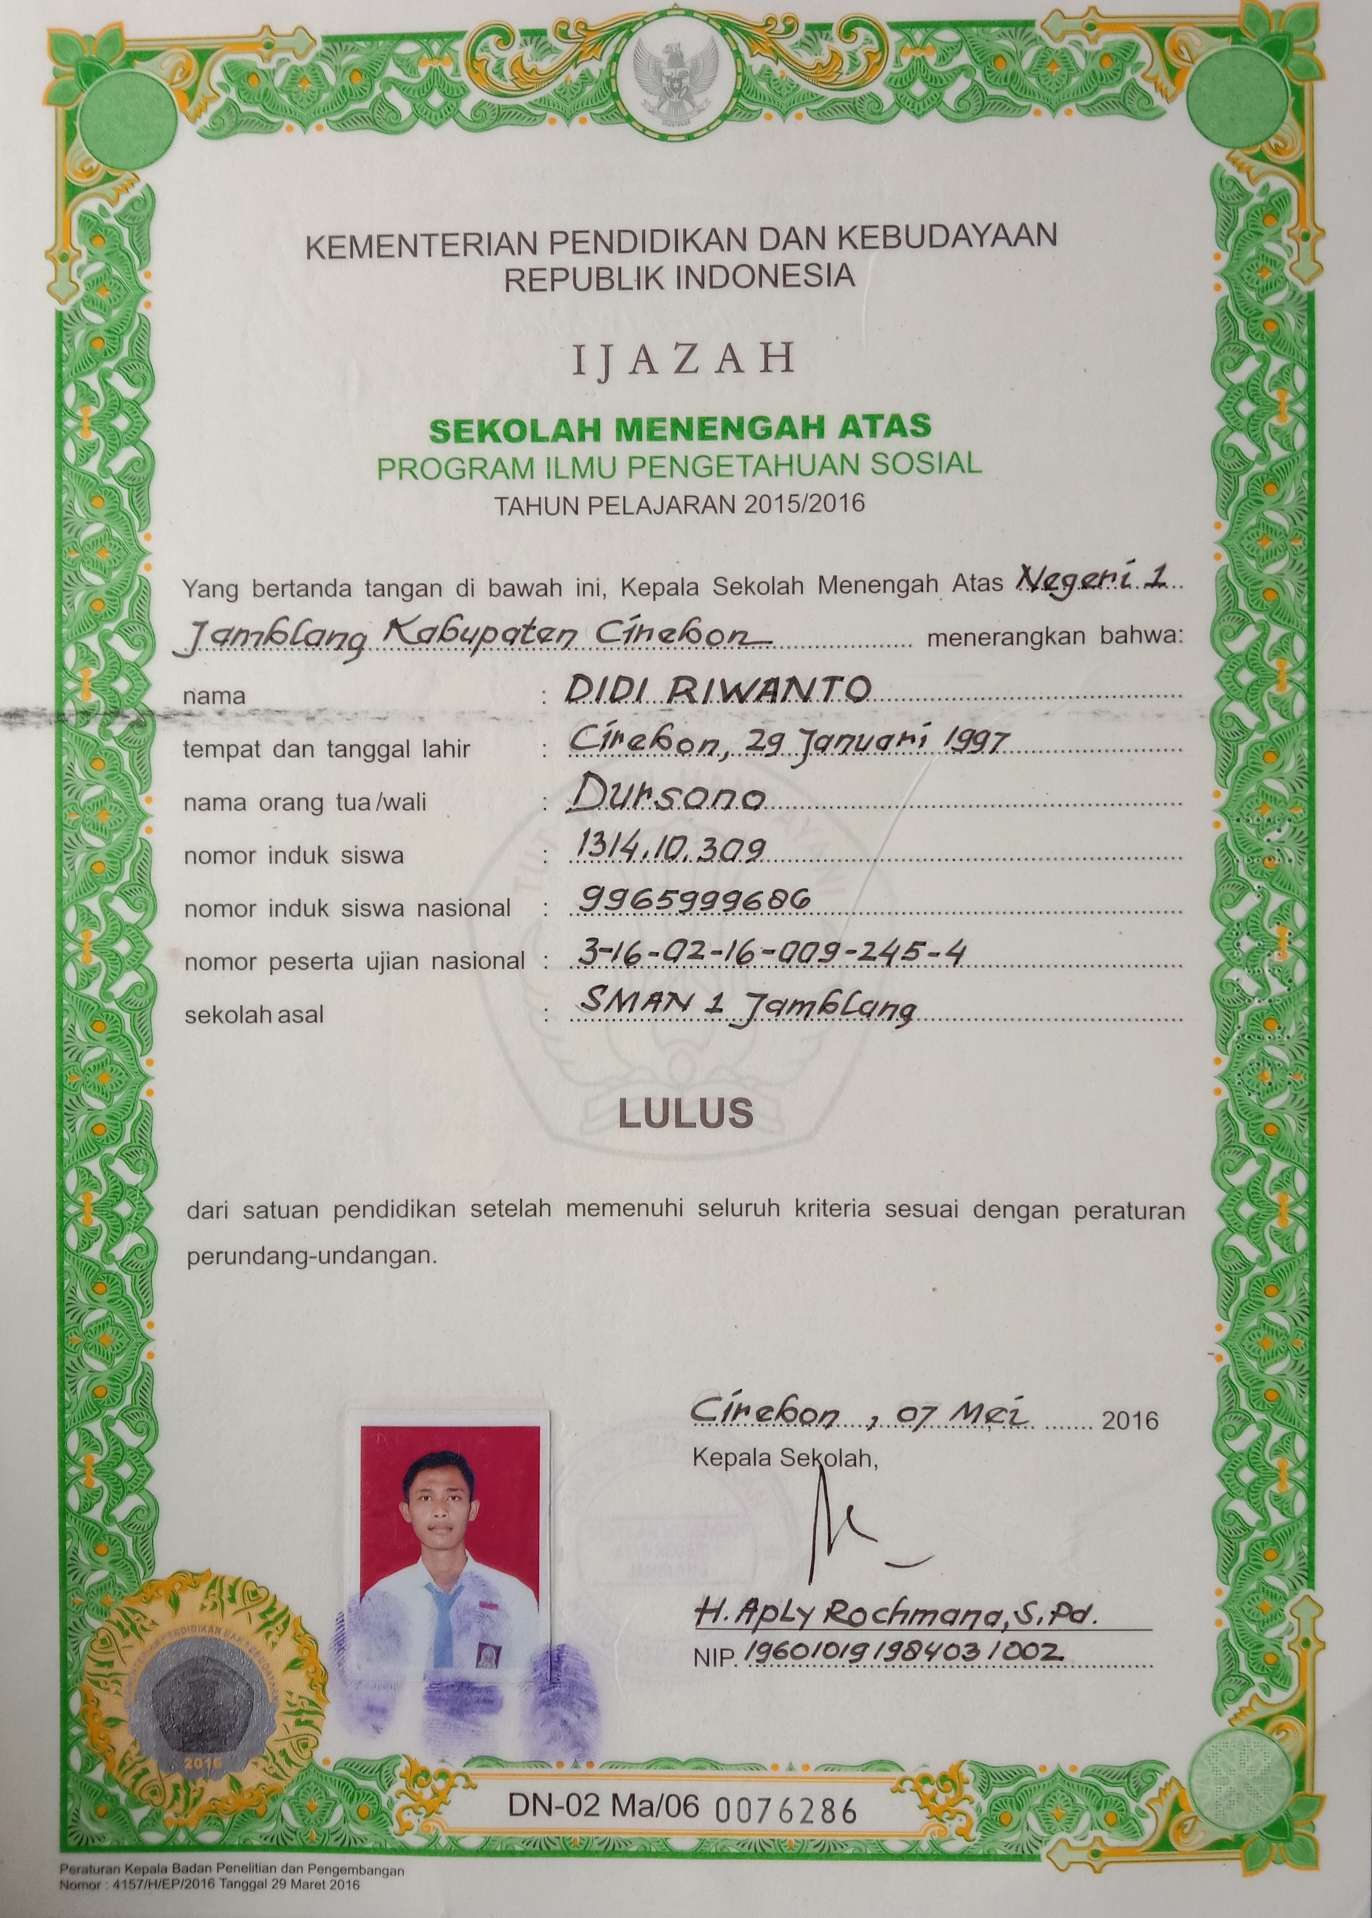 KEMENTERIAN PENDIDIKAN DAN KEBUDAYAAN
REPUBLIK INDONESIA
IJAZAH
SEKOLAH MENENGAH ATAS
PROGRAM ILMU PENGETAHUAN SOSIAL
TAHUN PELAJARAN 2015/2016
Yang bertanda tangan di bawah ini, Kepala Sekolah Menengah Atas Negeri 1
Jamblang Kabupaten Cirebon menerangkan bahwa:
nama : DIDI RIWANTO
tempat dan tanggal lahir : Cirebon, 29 Januari 1997
nama orang tua/wali : Dursono
nomor induk siswa : 1314.10.309
nomor induk siswa nasional : 9965999686
nomor peserta ujian nasional : 3-16-02-16-009-245-4
sekolah asal : SMAN 1 Jamblang
LULUS
dari satuan pendidikan setelah memenuhi seluruh kriteria sesuai dengan peraturan
perundang-undangan.
Cirebon, 07 Mei 2016
Kepala Sekolah,
H. Aply Rochmana, S.Pd.
NIP. 196010191984031002
2016
DN-02 Ma/06 0076286
Peraturan Kepala Badan Penelitian dan Pengembangan
Nomor : 4157/H/EP/2016 Tanggal 29 Maret 2016